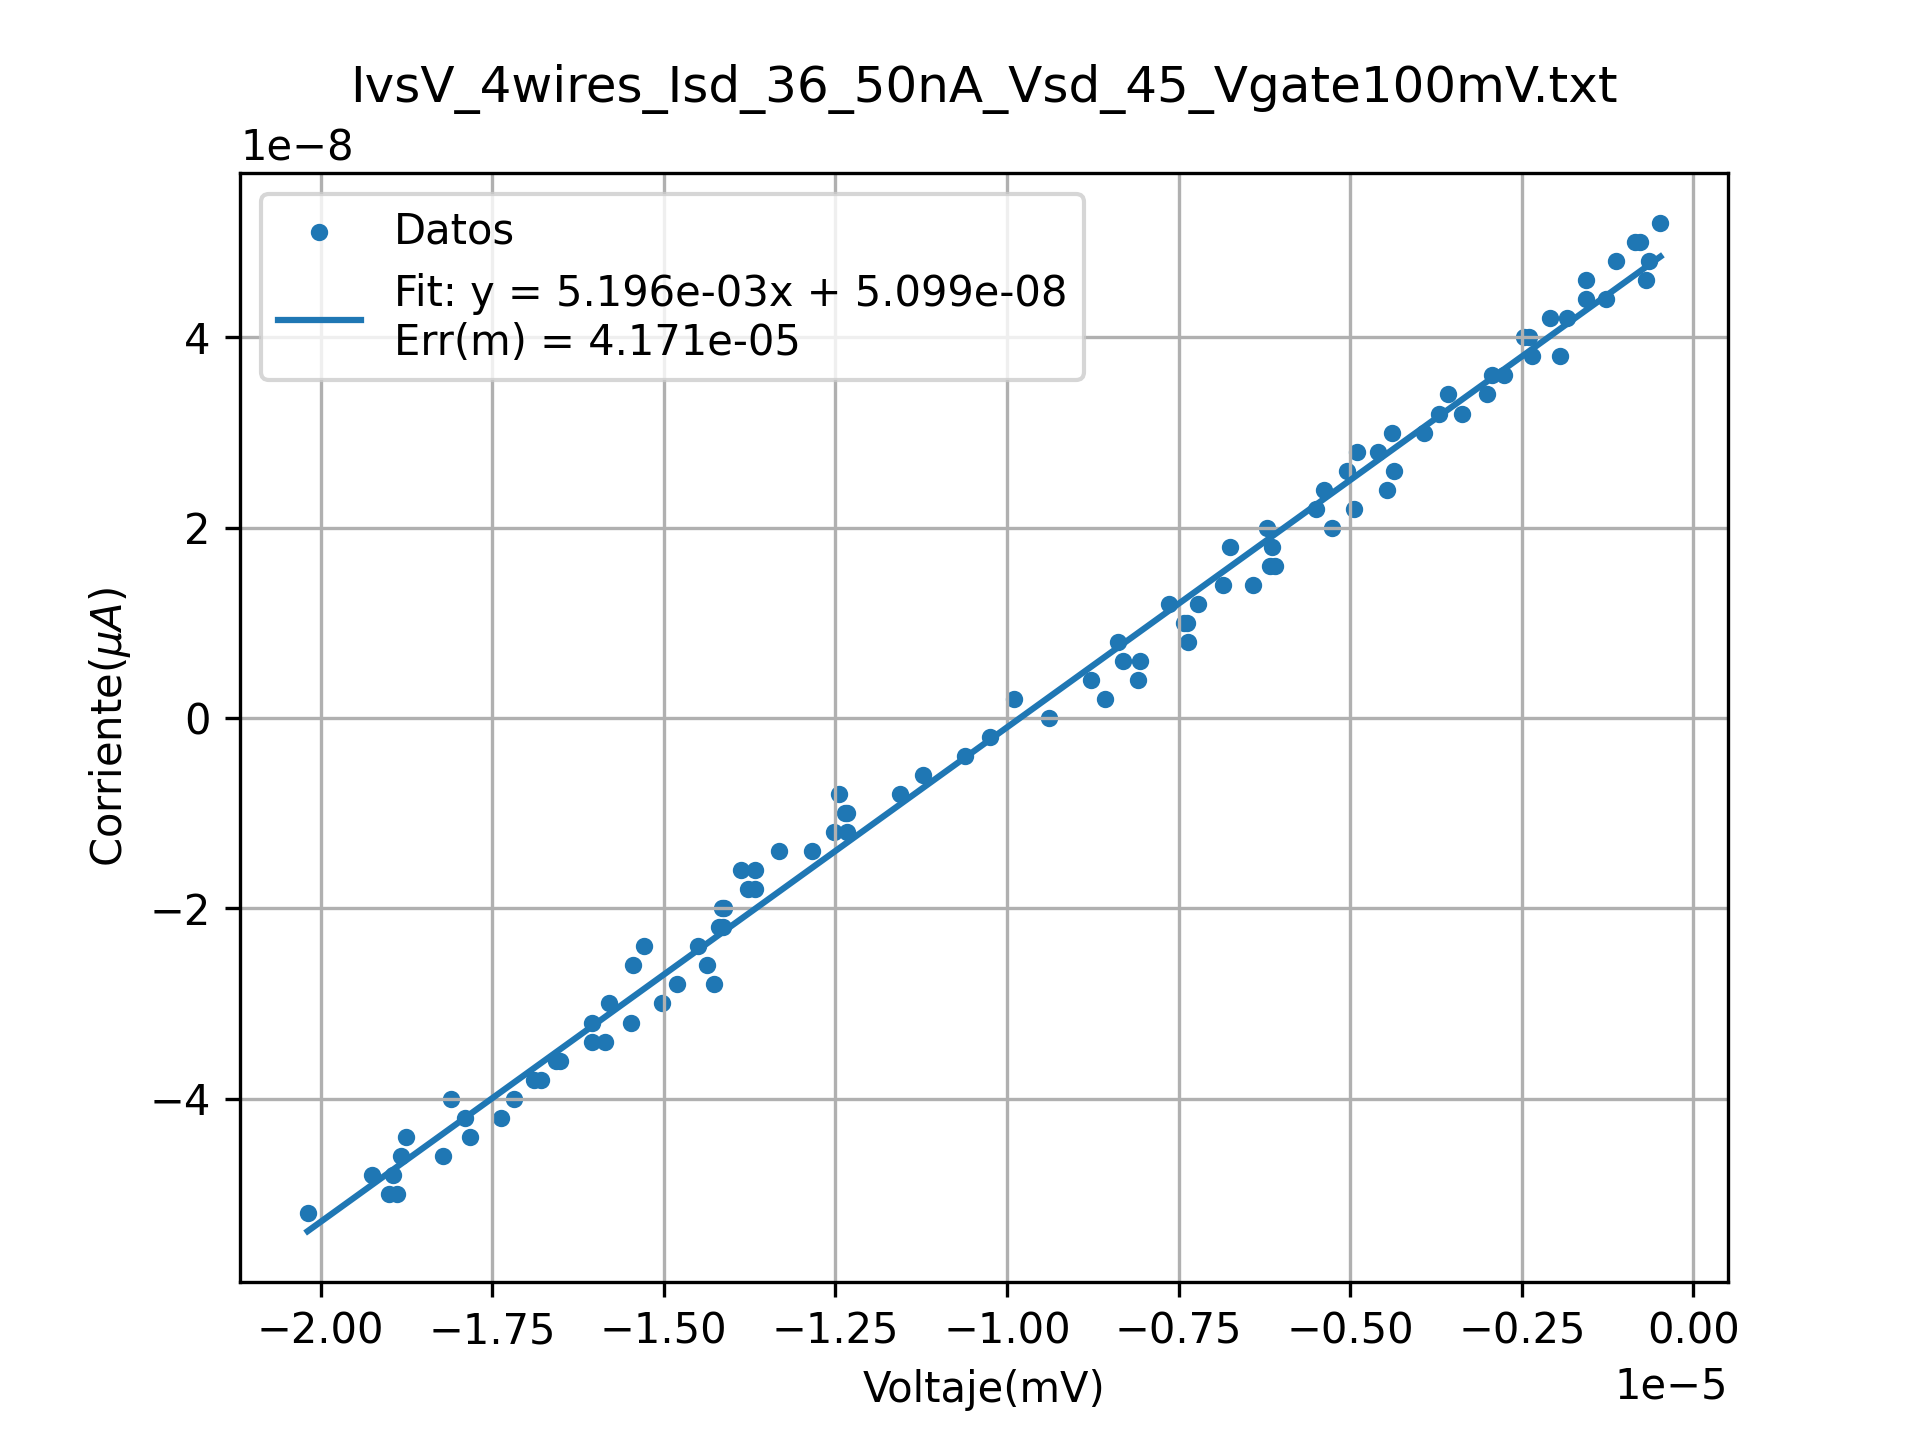 IvsV_4wires_Isd_36_50nA_Vsd_45_Vgate100mV.txt
1e−8
Datos
Fit: y = 5.196e-03x + 5.099e-08
Err(m) = 4.171e-05
4
2
0
−2
−4
Corriente(μA)
−2.00 −1.75 −1.50 −1.25 −1.00 −0.75 −0.50 −0.25 0.00
Voltaje(mV)
1e−5